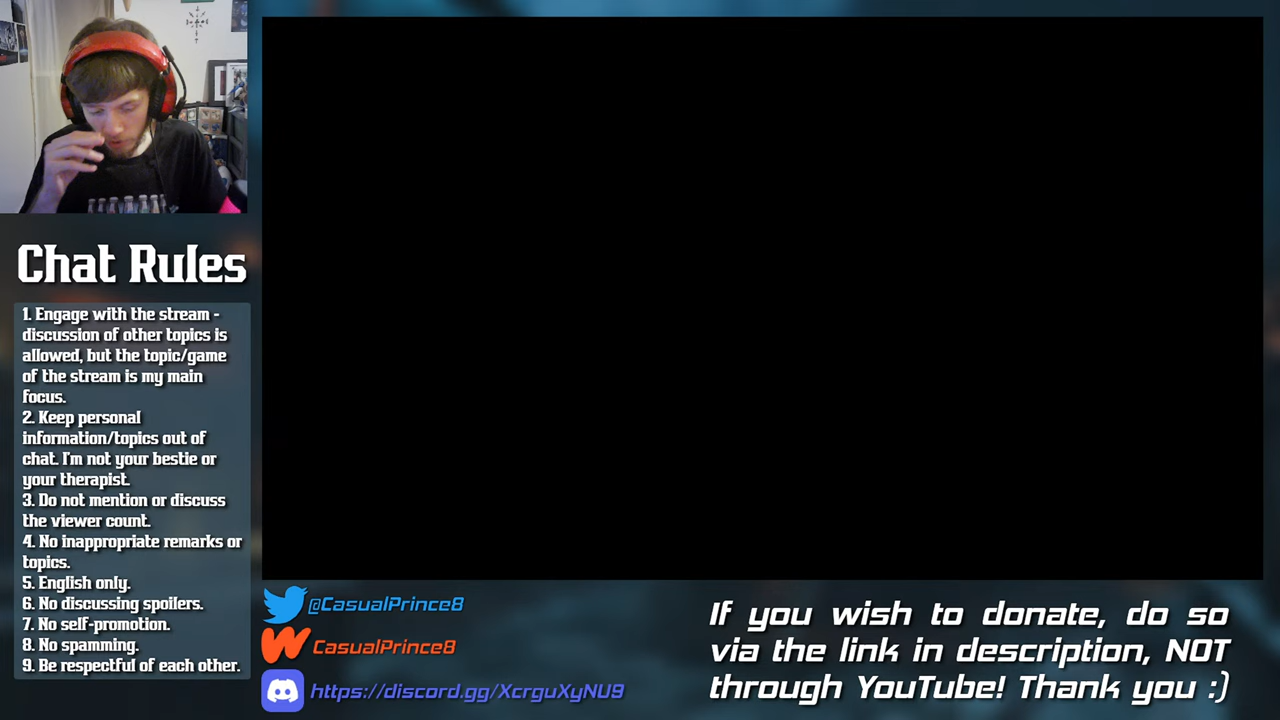 Chat Rules
1. Engage with the stream -
discussion of other topics is
allowed, but the topic/game
of the stream is my main
focus.
2. Keep personal
information/topics out of
chat. I'm not your bestie or
your therapist.
3. Do not mention or discuss
the viewer count.
4. No inappropriate remarks or
topics.
5. English only.
6. No discussing spoilers.
7. No self-promotion.
8. No spamming.
9. Be respectful of each other.
@CasualPrince8
CasualPrince8
https://discord.gg/XcrguXyNU9
If you wish to donate, do so
via the link in description, NOT
through YouTube! Thank you :)